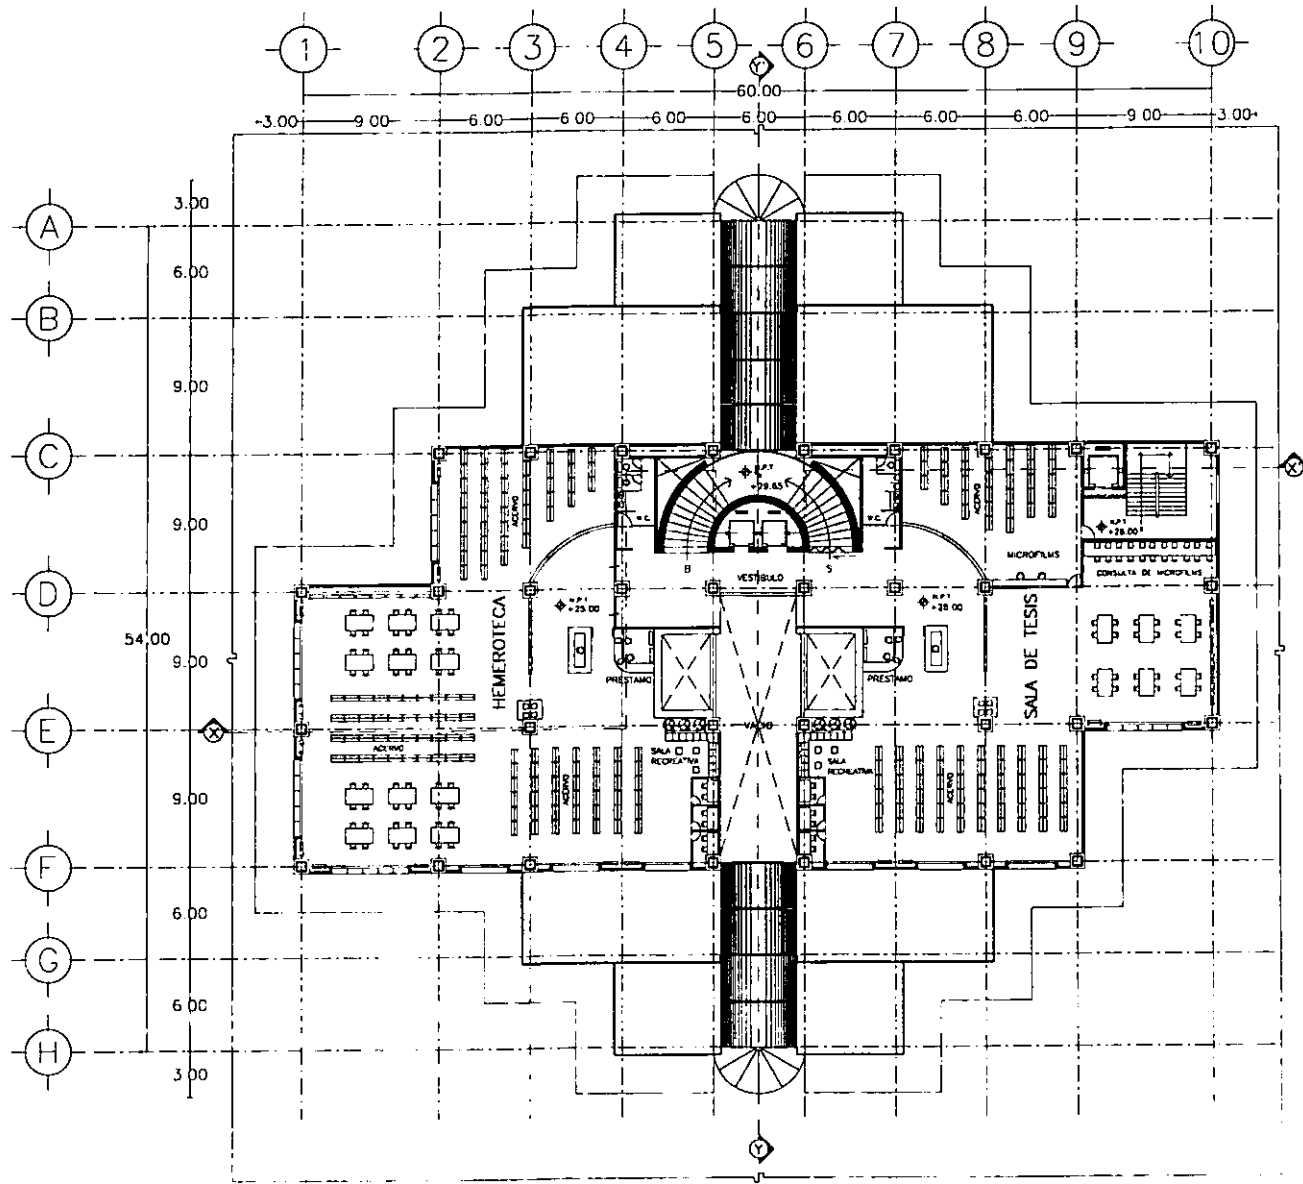 1 2 3 4 5 6 7 8 9 10
Y'
60.00
3.00 9.00 6.00 6.00 6.00 6.00 6.00 6.00 6.00 9.00 3.00
A
3.00
6.00
B
9.00
C
N.P.T
+29.65
X'
9.00
ACERVO
W.C.
W.C.
ACERVO
N.P.T
+28.00
B
S
MICROFILMS
VESTIBULO
CONSULTA DE MICROFILMS
D
N.P.T
+25.00
N.P.T
+28.00
54.00
9.00
HEMEROTECA
SALA DE TESIS
PRESTAMO
PRESTAMO
E
X
VACIO
ACERVO
SALA
RECREATIVA
SALA
RECREATIVA
9.00
ACERVO
ACERVO
F
6.00
G
6.00
H
3.00
Y